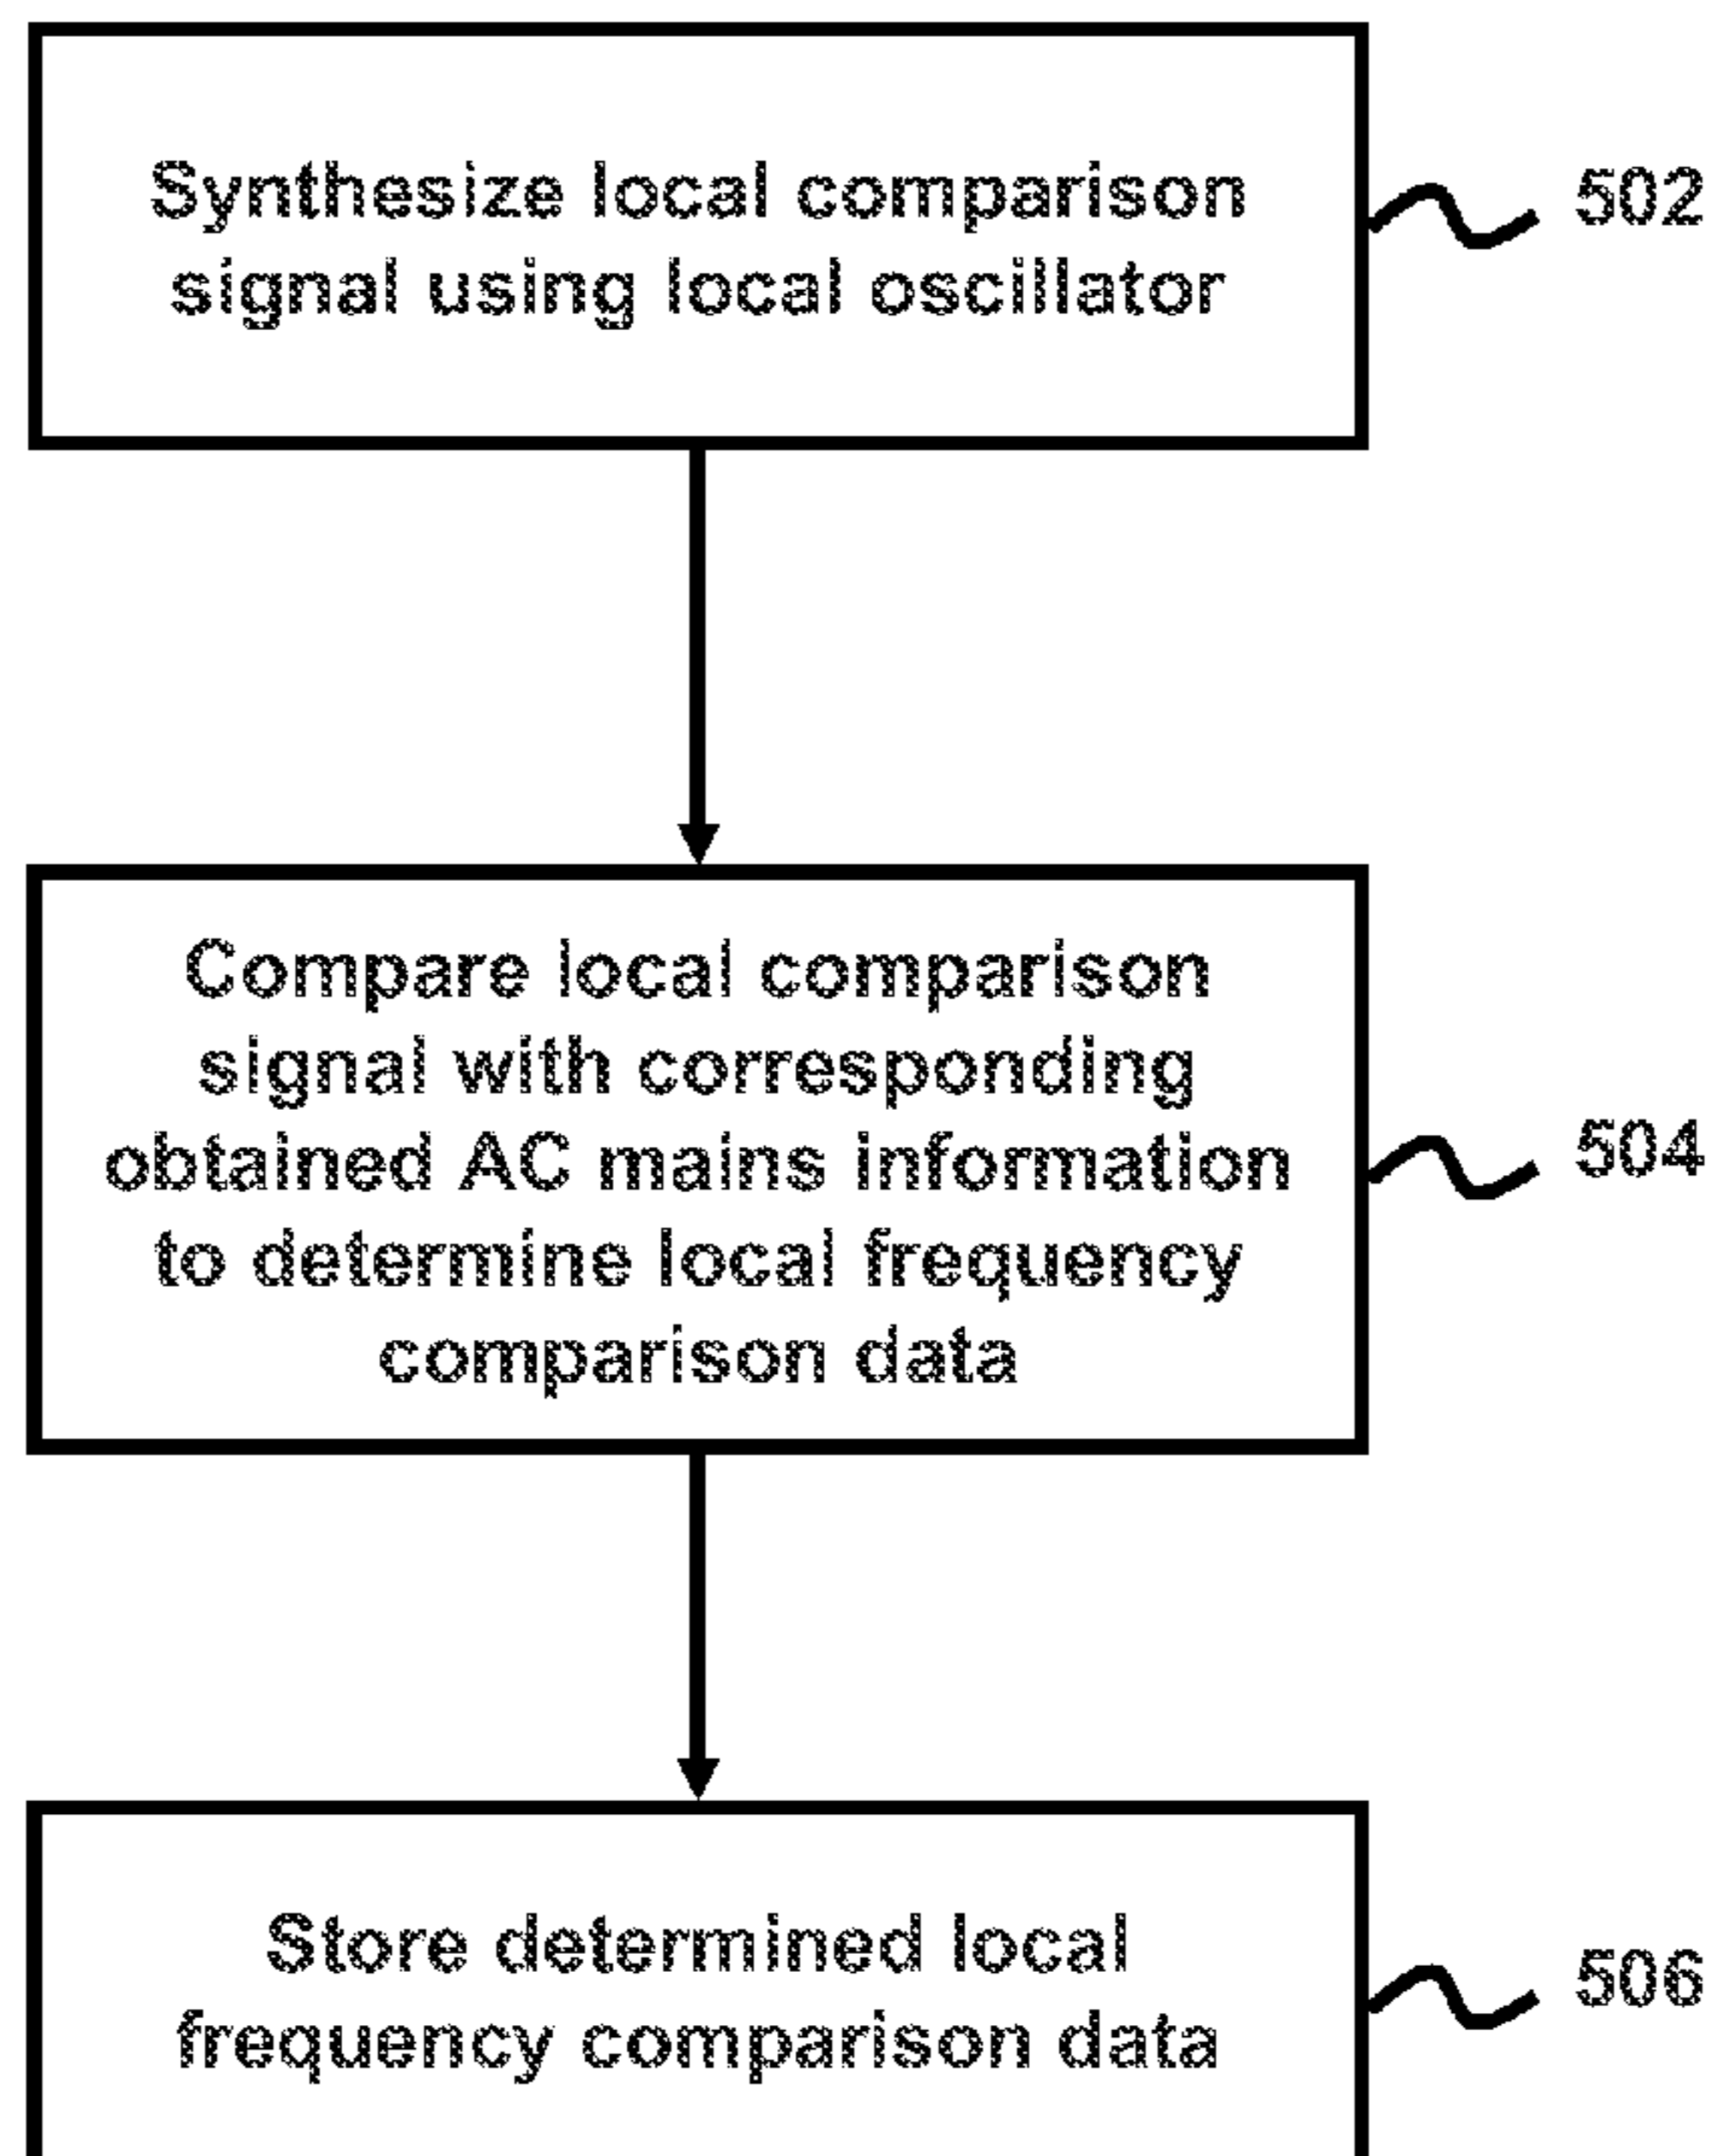 Synthesize local comparison
signal using local oscillator
502
Compare local comparison
signal with corresponding
obtained AC mains information
to determine local frequency
comparison data
504
Store determined local
frequency comparison data
506